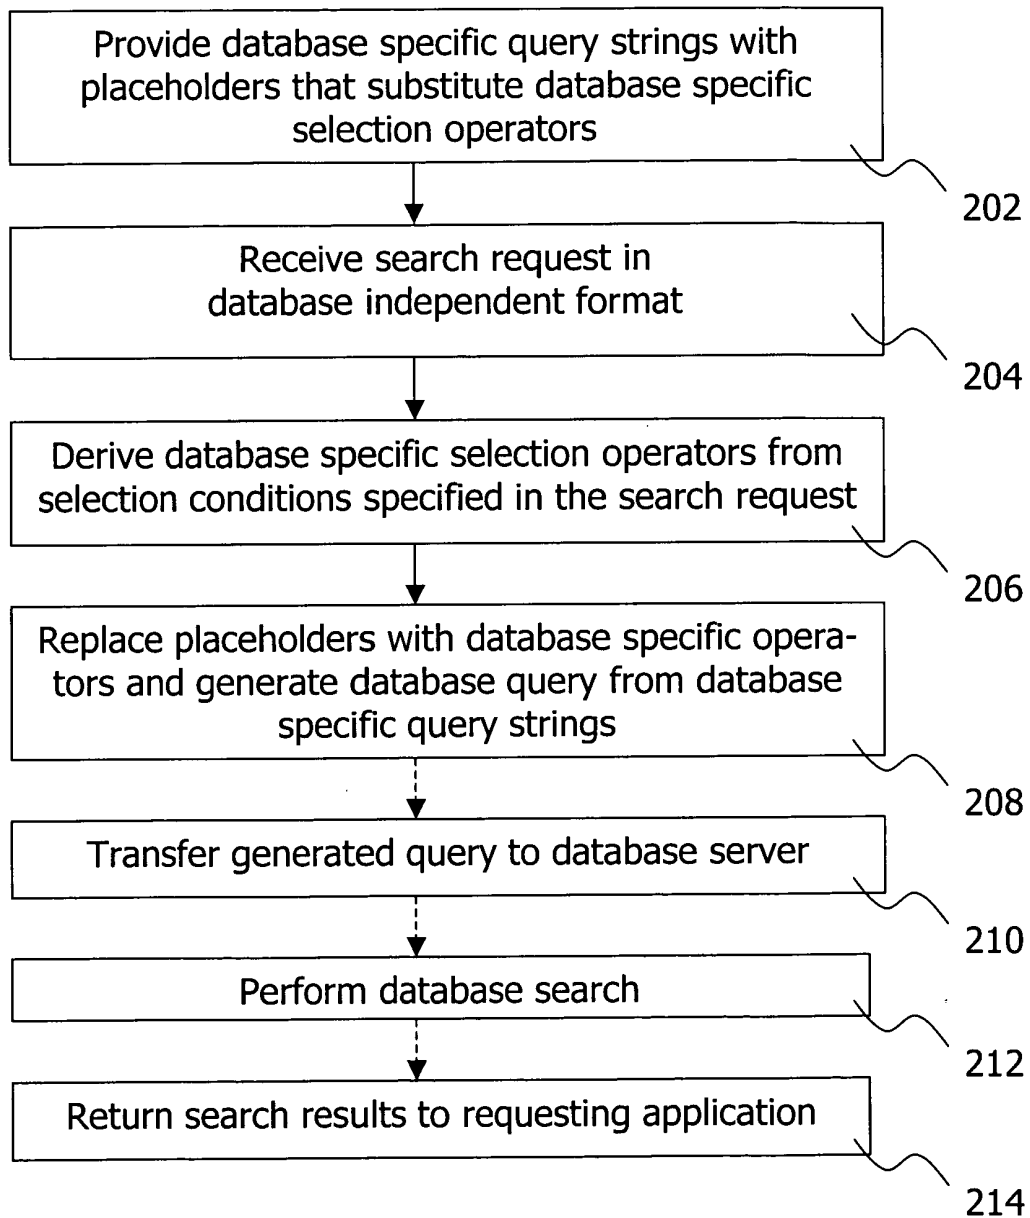 Provide database specific query strings with
placeholders that substitute database specific
selection operators
202
Receive search request in
database independent format
204
Derive database specific selection operators from
selection conditions specified in the search request
206
Replace placeholders with database specific opera-
tors and generate database query from database
specific query strings
208
Transfer generated query to database server
210
Perform database search
212
Return search results to requesting application
214